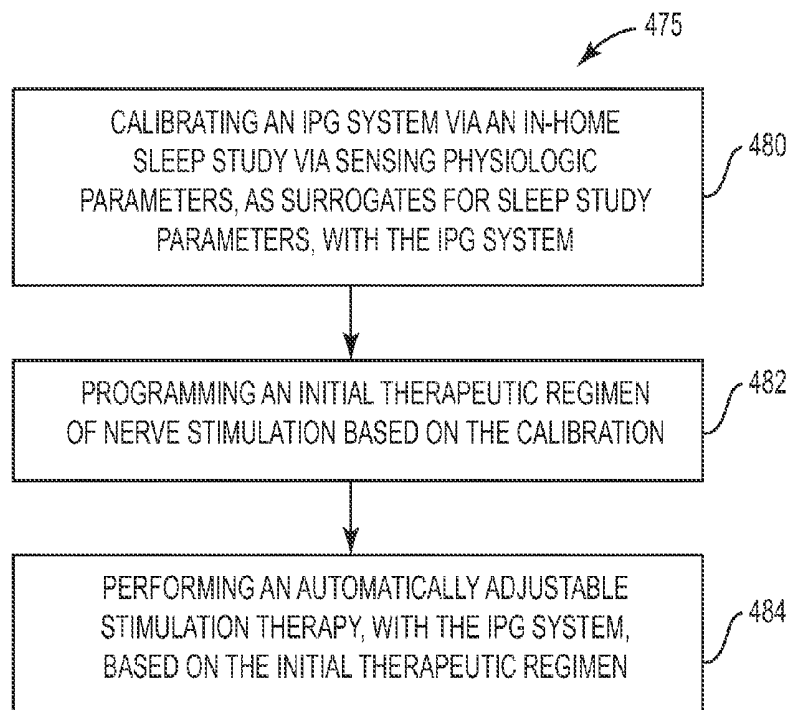 475
CALIBRATING AN IPG SYSTEM VIA AN IN-HOME
SLEEP STUDY VIA SENSING PHYSIOLOGIC
PARAMETERS, AS SURROGATES FOR SLEEP STUDY
PARAMETERS, WITH THE IPG SYSTEM
480
PROGRAMMING AN INITIAL THERAPEUTIC REGIMEN
OF NERVE STIMULATION BASED ON THE CALIBRATION
482
PERFORMING AN AUTOMATICALLY ADJUSTABLE
STIMULATION THERAPY, WITH THE IPG SYSTEM,
BASED ON THE INITIAL THERAPEUTIC REGIMEN
484